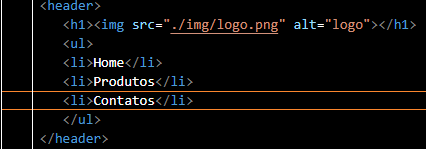 <header>
<h1><img src="./img/logo.png" alt="logo"></h1>
<ul>
<li>Home</li>
<li>Produtos</li>
<li>Contatos</li>
</ul>
</header>